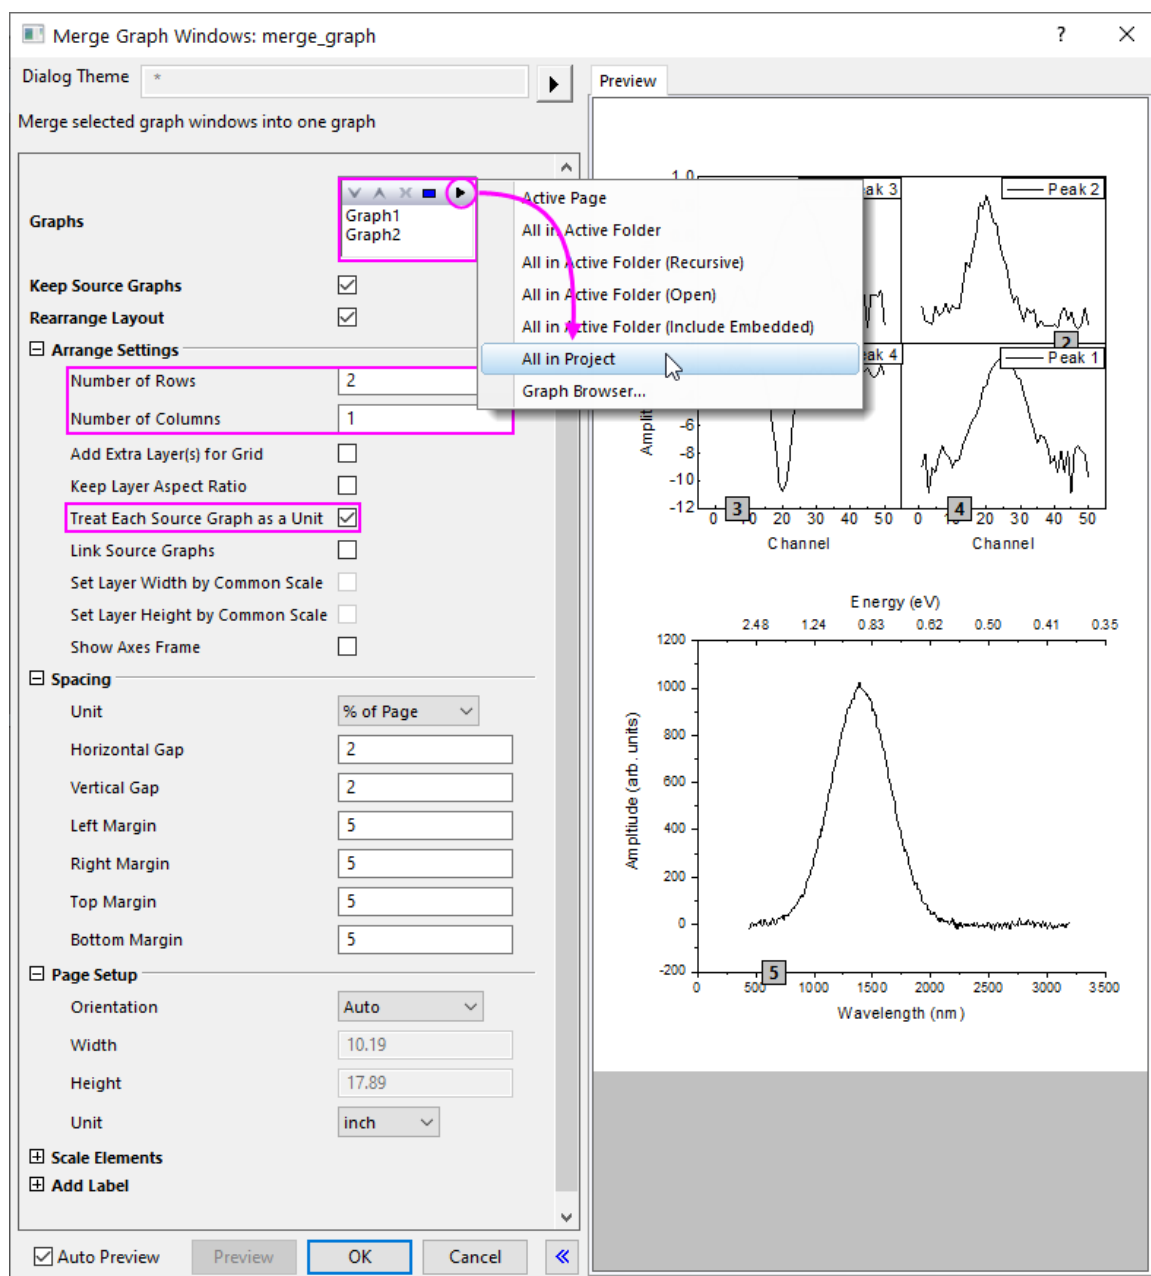 Merge Graph Windows: merge_graph
?
Dialog Theme *
Preview
Merge selected graph windows into one graph
Graphs
Graph1
Graph2
Active Page
All in Active Folder
All in Active Folder (Recursive)
All in Active Folder (Open)
All in Active Folder (Include Embedded)
All in Project
Graph Browser...
Keep Source Graphs
Rearrange Layout
Arrange Settings
Number of Rows 2
Number of Columns 1
Add Extra Layer(s) for Grid
Keep Layer Aspect Ratio
Treat Each Source Graph as a Unit
Link Source Graphs
Set Layer Width by Common Scale
Set Layer Height by Common Scale
Show Axes Frame
Spacing
Unit % of Page
Horizontal Gap 2
Vertical Gap 2
Left Margin 5
Right Margin 5
Top Margin 5
Bottom Margin 5
Page Setup
Orientation Auto
Width 10.19
Height 17.89
Unit inch
Scale Elements
Add Label
Auto Preview Preview OK Cancel
1.0
3 Peak 2
2
4 Peak 1
-6
-8
-10
-12
3 4
0 20 30 40 50 0 20 30 40 50
Channel Channel
Energy (eV)
2.48 1.24 0.83 0.62 0.50 0.41 0.35
1200
1000
800
600
400
200
0
-200
Ampltiude (arb. units)
5
0 500 1000 1500 2000 2500 3000 3500
Wavelength (nm)